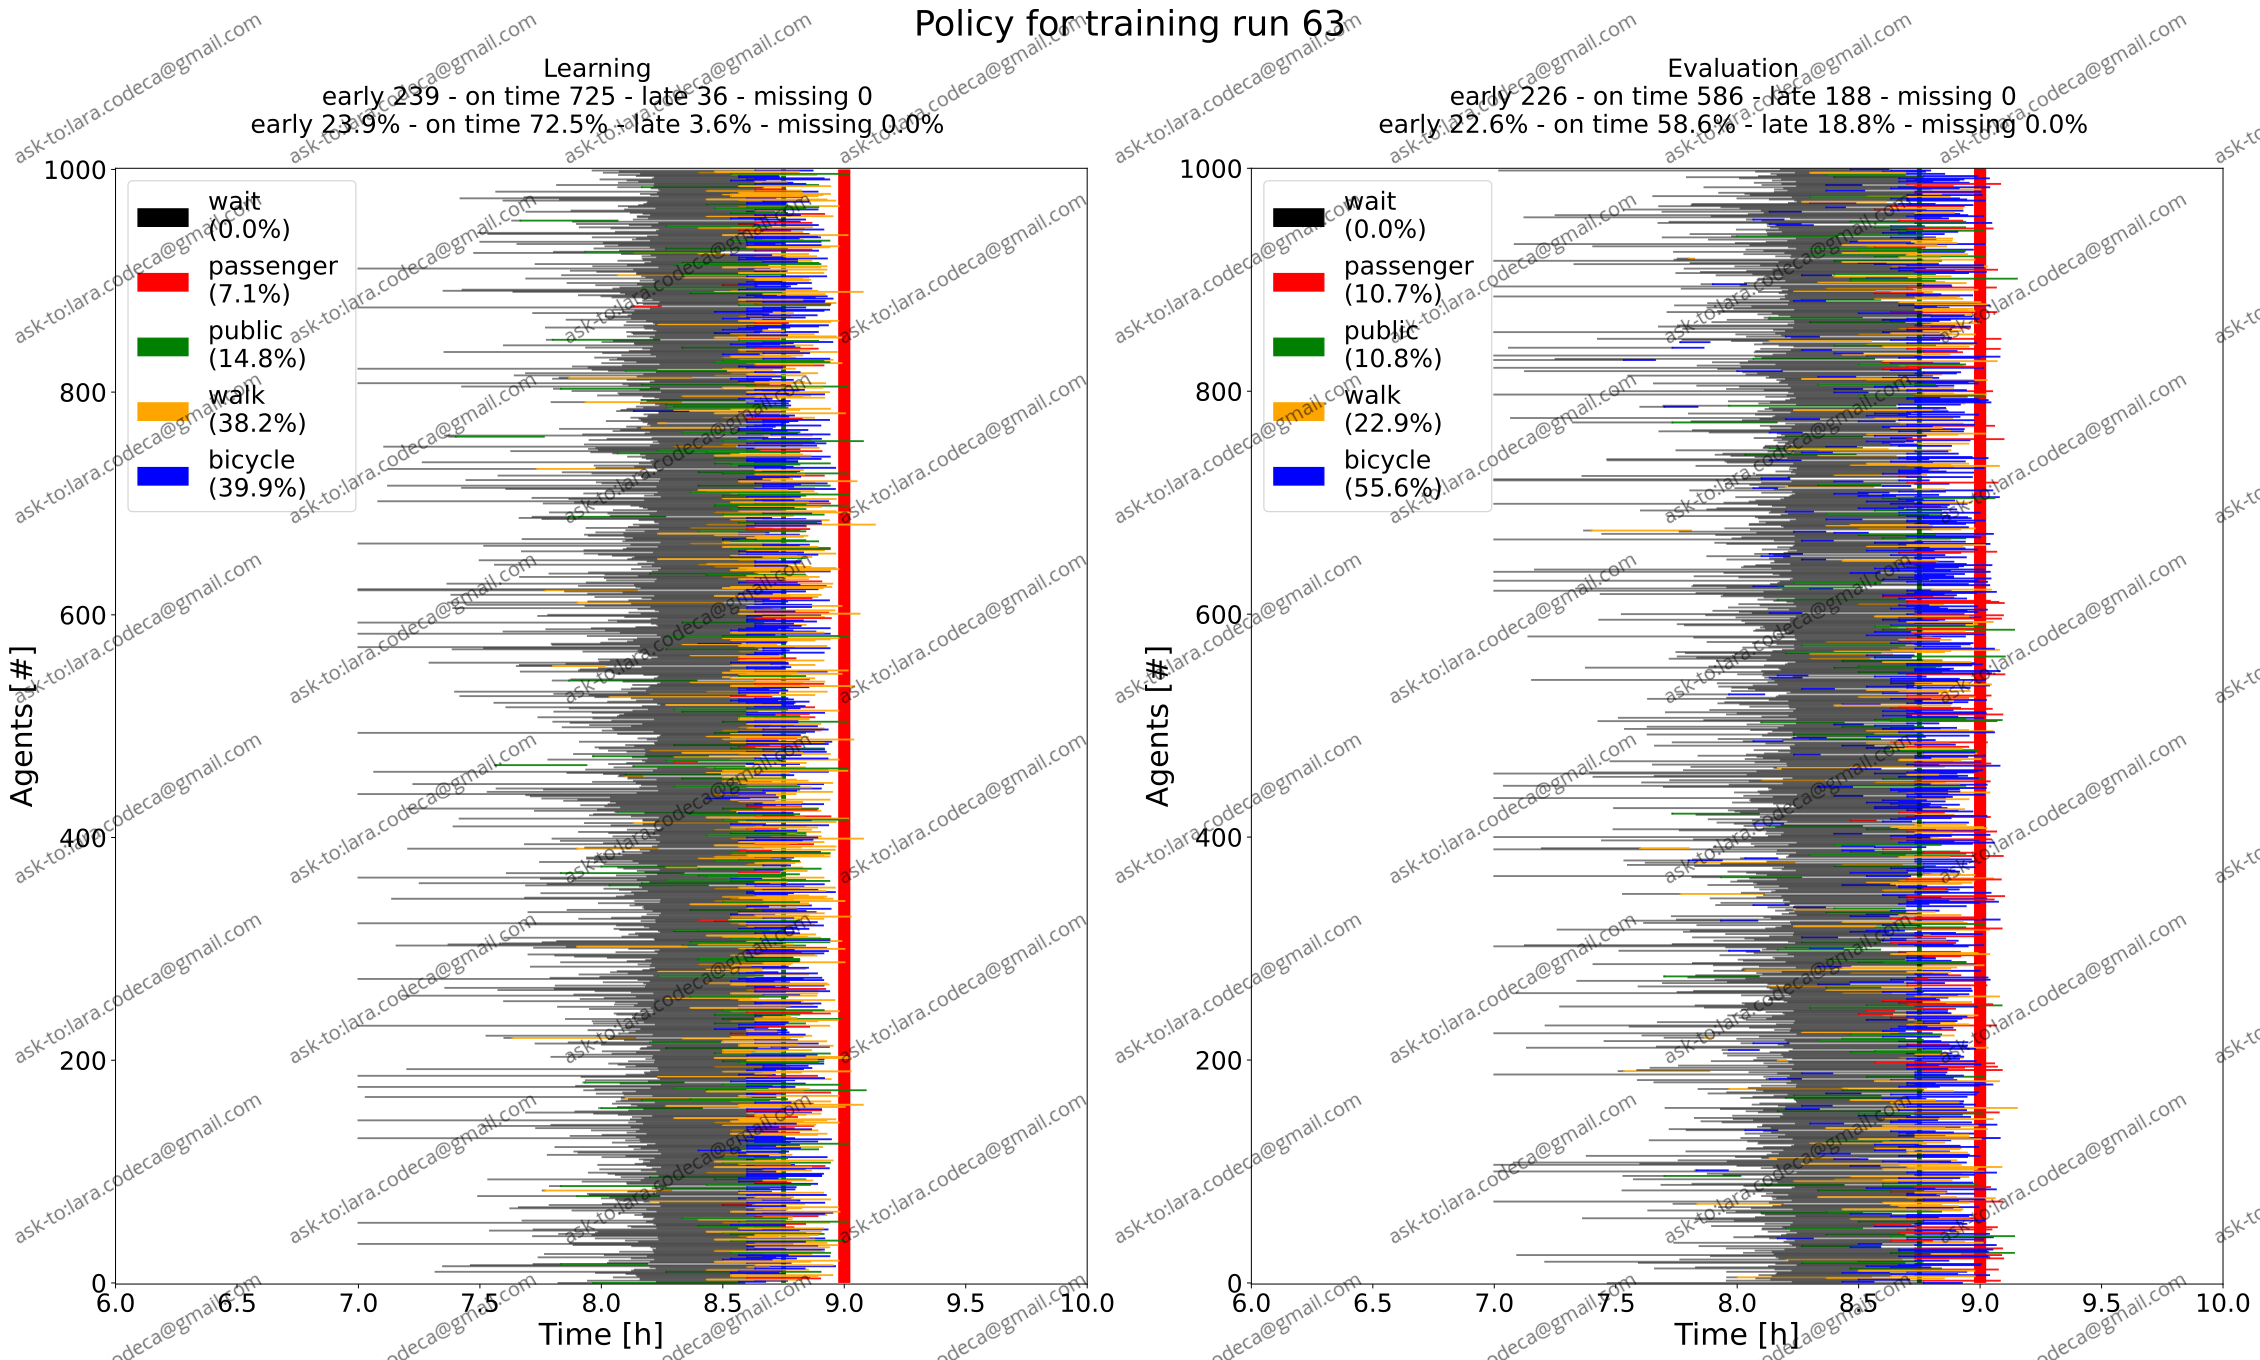 Policy for training run 63
Learning
early 239 - on time 725 - late 36 - missing 0
early 23.9% - on time 72.5% - late 3.6% - missing 0.0%
Evaluation
early 226 - on time 586 - late 188 - missing 0
early 22.6% - on time 58.6% - late 18.8% - missing 0.0%
wait
(0.0%)
passenger
(7.1%)
public
(14.8%)
walk
(38.2%)
bicycle
(39.9%)
1000
800
600
400
200
0
Agents [#]
6.0 6.5 7.0 7.5 8.0 8.5 9.0 9.5 10.0
Time [h]
wait
(0.0%)
passenger
(10.7%)
public
(10.8%)
walk
(22.9%)
bicycle
(55.6%)
1000
800
600
400
200
0
Agents [#]
6.0 6.5 7.0 7.5 8.0 8.5 9.0 9.5 10.0
Time [h]
ask-to:lara.codeca@gmail.com